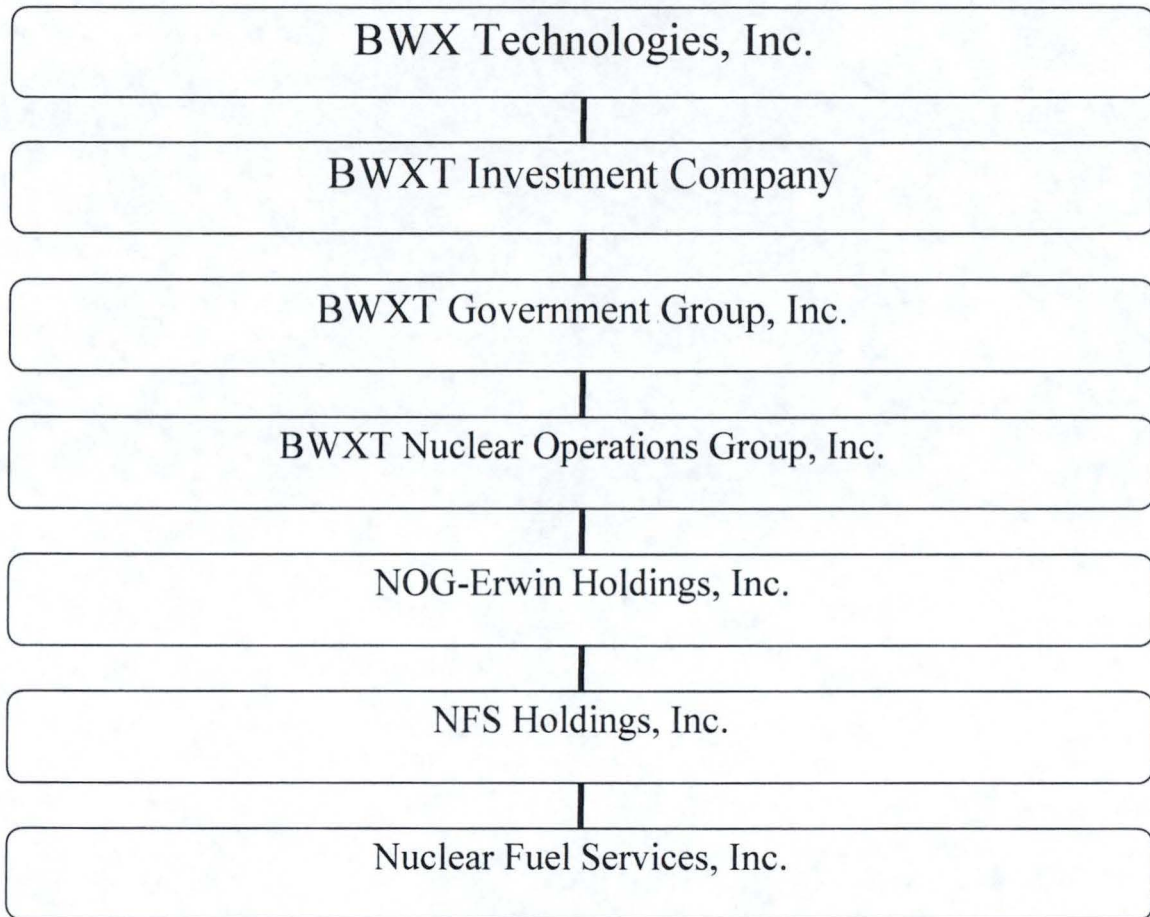 BWX Technologies, Inc.
BWXT Investment Company
BWXT Government Group, Inc.
BWXT Nuclear Operations Group, Inc.
NOG-Erwin Holdings, Inc.
NFS Holdings, Inc.
Nuclear Fuel Services, Inc.